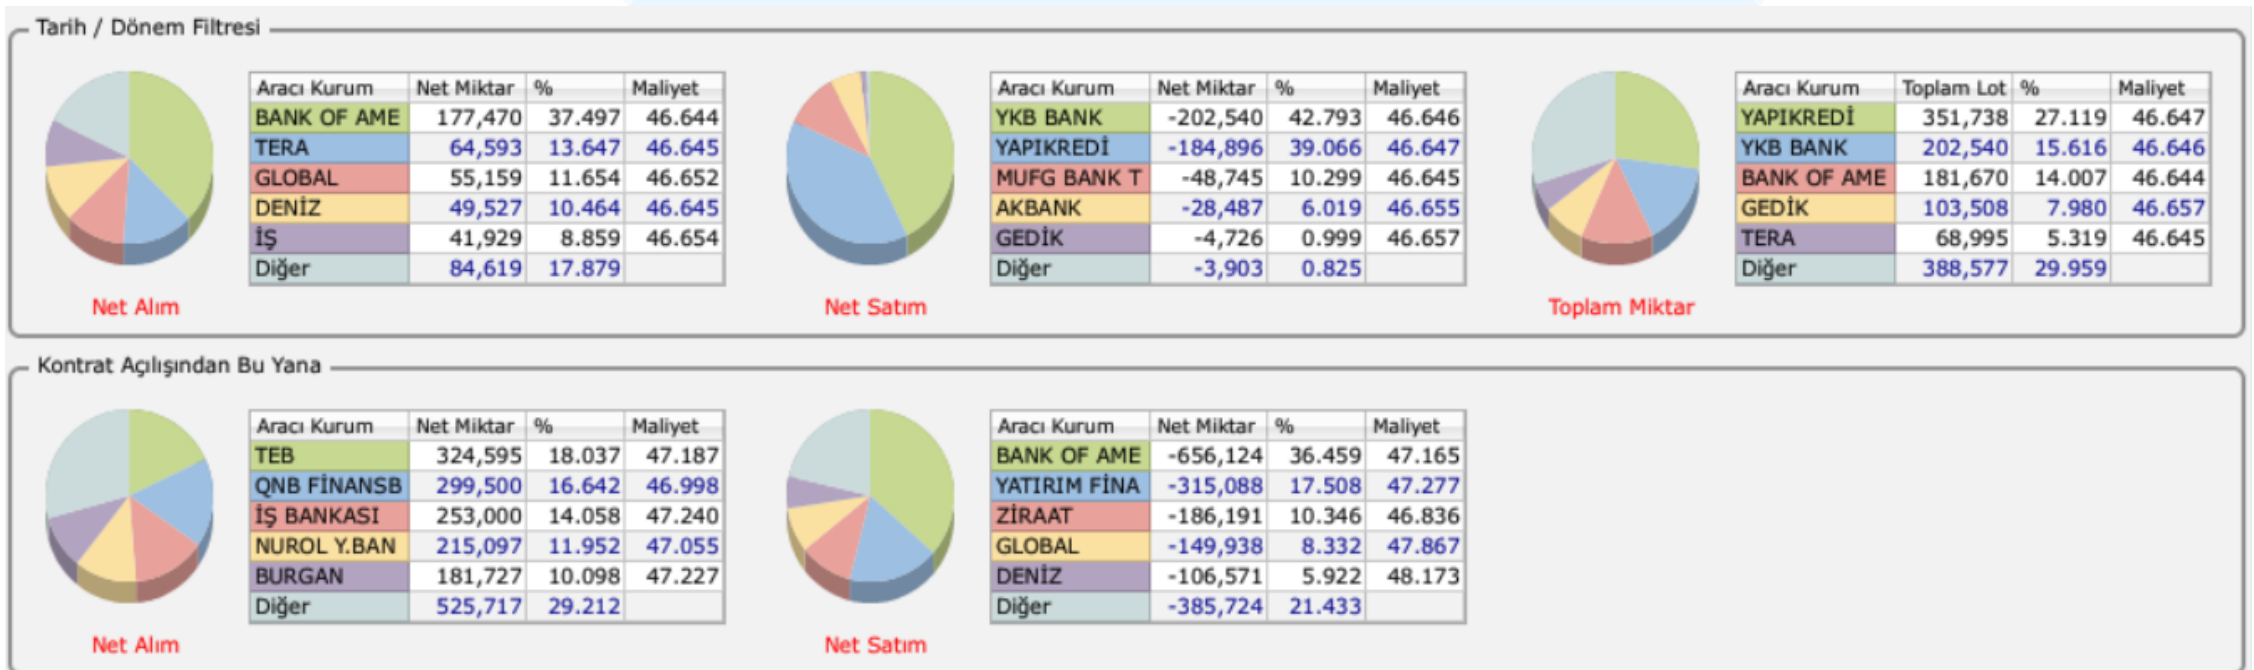 Tarih / Dönem Filtresi
Aracı Kurum Net Miktar % Maliyet
BANK OF AME 177,470 37.497 46.644
TERA 64,593 13.647 46.645
GLOBAL 55,159 11.654 46.652
DENİZ 49,527 10.464 46.645
İŞ 41,929 8.859 46.654
Diğer 84,619 17.879
Net Alım
Aracı Kurum Net Miktar % Maliyet
YKB BANK -202,540 42.793 46.646
YAPIKREDİ -184,896 39.066 46.647
MUFG BANK T -48,745 10.299 46.645
AKBANK -28,487 6.019 46.655
GEDİK -4,726 0.999 46.657
Diğer -3,903 0.825
Net Satım
Aracı Kurum Toplam Lot % Maliyet
YAPIKREDİ 351,738 27.119 46.647
YKB BANK 202,540 15.616 46.646
BANK OF AME 181,670 14.007 46.644
GEDİK 103,508 7.980 46.657
TERA 68,995 5.319 46.645
Diğer 388,577 29.959
Toplam Miktar
Kontrat Açılışından Bu Yana
Aracı Kurum Net Miktar % Maliyet
TEB 324,595 18.037 47.187
QNB FİNANSB 299,500 16.642 46.998
İŞ BANKASI 253,000 14.058 47.240
NUROL Y.BAN 215,097 11.952 47.055
BURGAN 181,727 10.098 47.227
Diğer 525,717 29.212
Net Alım
Aracı Kurum Net Miktar % Maliyet
BANK OF AME -656,124 36.459 47.165
YATIRIM FİNA -315,088 17.508 47.277
ZİRAAT -186,191 10.346 46.836
GLOBAL -149,938 8.332 47.867
DENİZ -106,571 5.922 48.173
Diğer -385,724 21.433
Net Satım